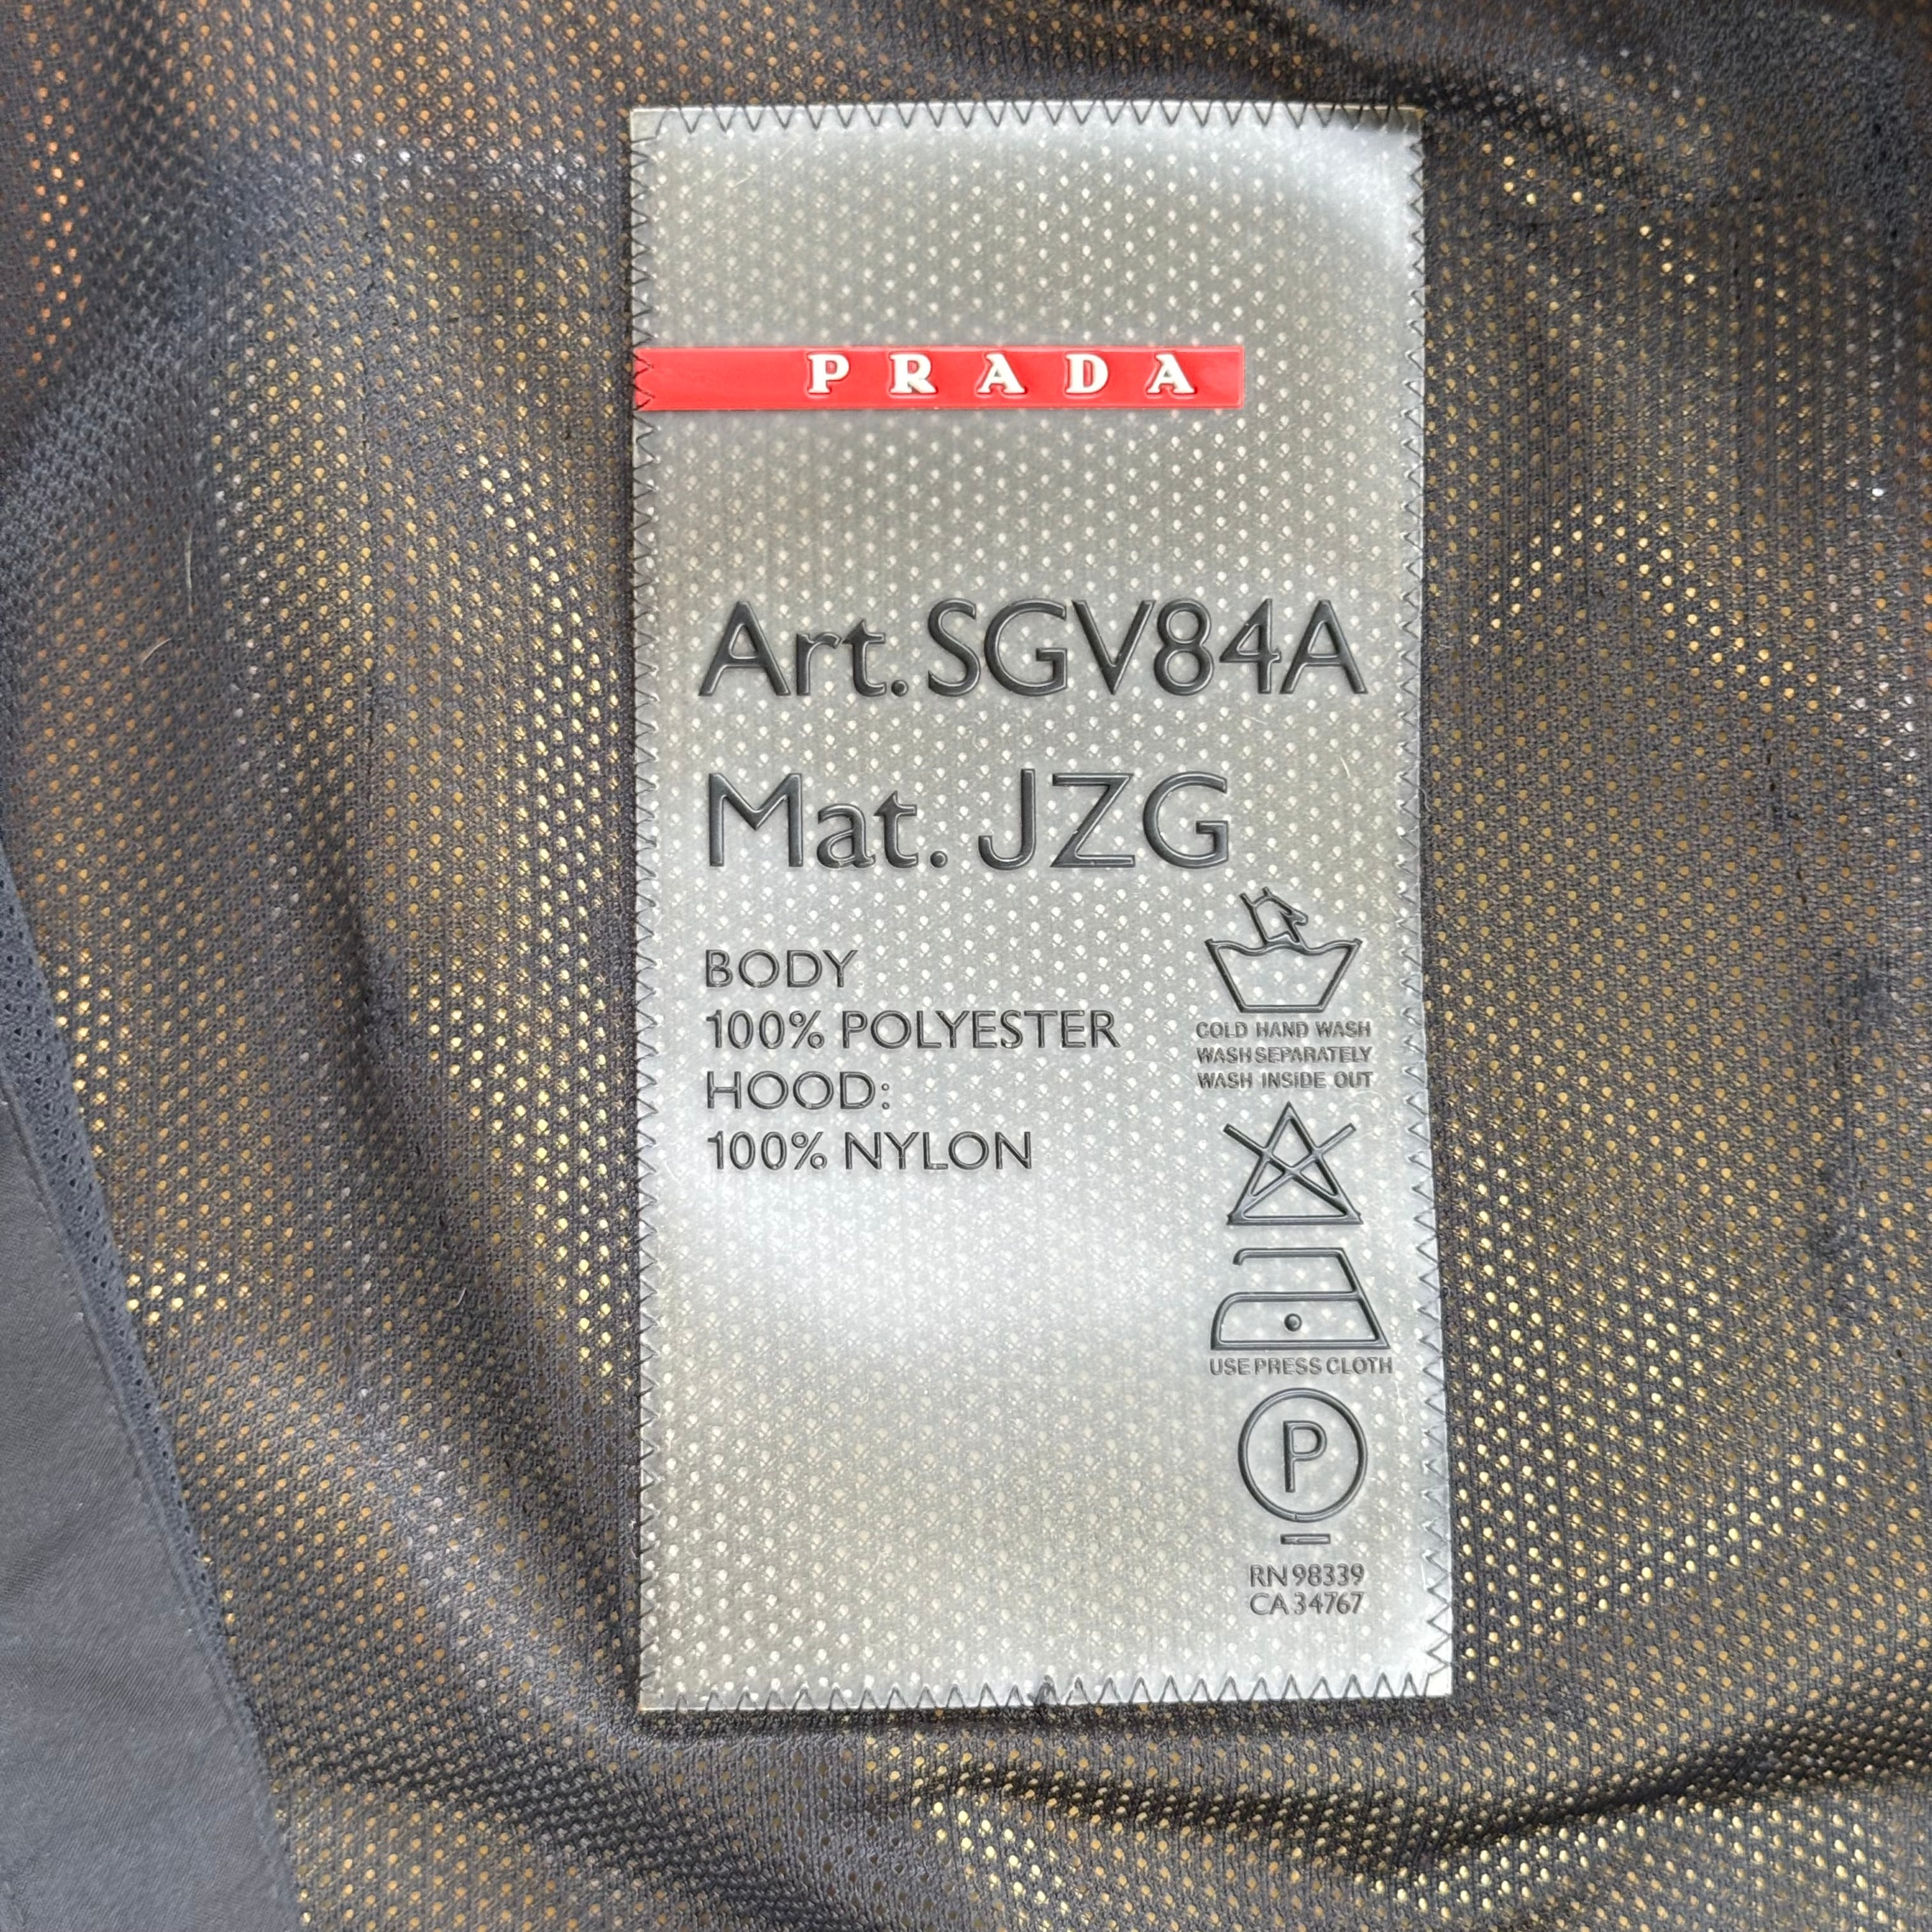 PRADA
Art. SGV84A
Mat. JZG
BODY
100% POLYESTER
HOOD:
100% NYLON
COLD HAND WASH
WASH SEPARATELY
WASH INSIDE OUT
USE PRESS CLOTH
P
RN 98339
CA 34767